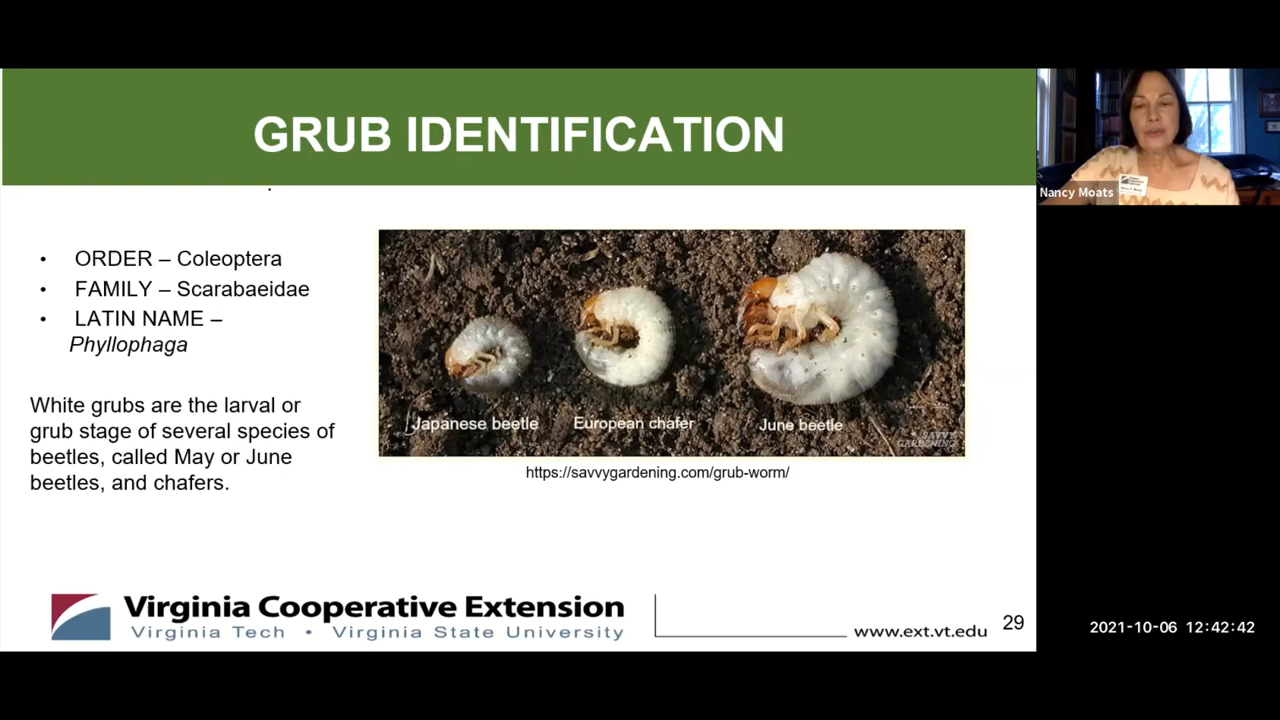 GRUB IDENTIFICATION
Nancy Moats
• ORDER – Coleoptera
• FAMILY – Scarabaeidae
• LATIN NAME –
Phyllophaga
White grubs are the larval or
grub stage of several species of
beetles, called May or June
beetles, and chafers.
Japanese beetle
European chafer
June beetle
SAVVY
GARDENING
https://savvygardening.com/grub-worm/
Virginia Cooperative Extension
Virginia Tech • Virginia State University
www.ext.vt.edu
29
2021-10-06 12:42:42